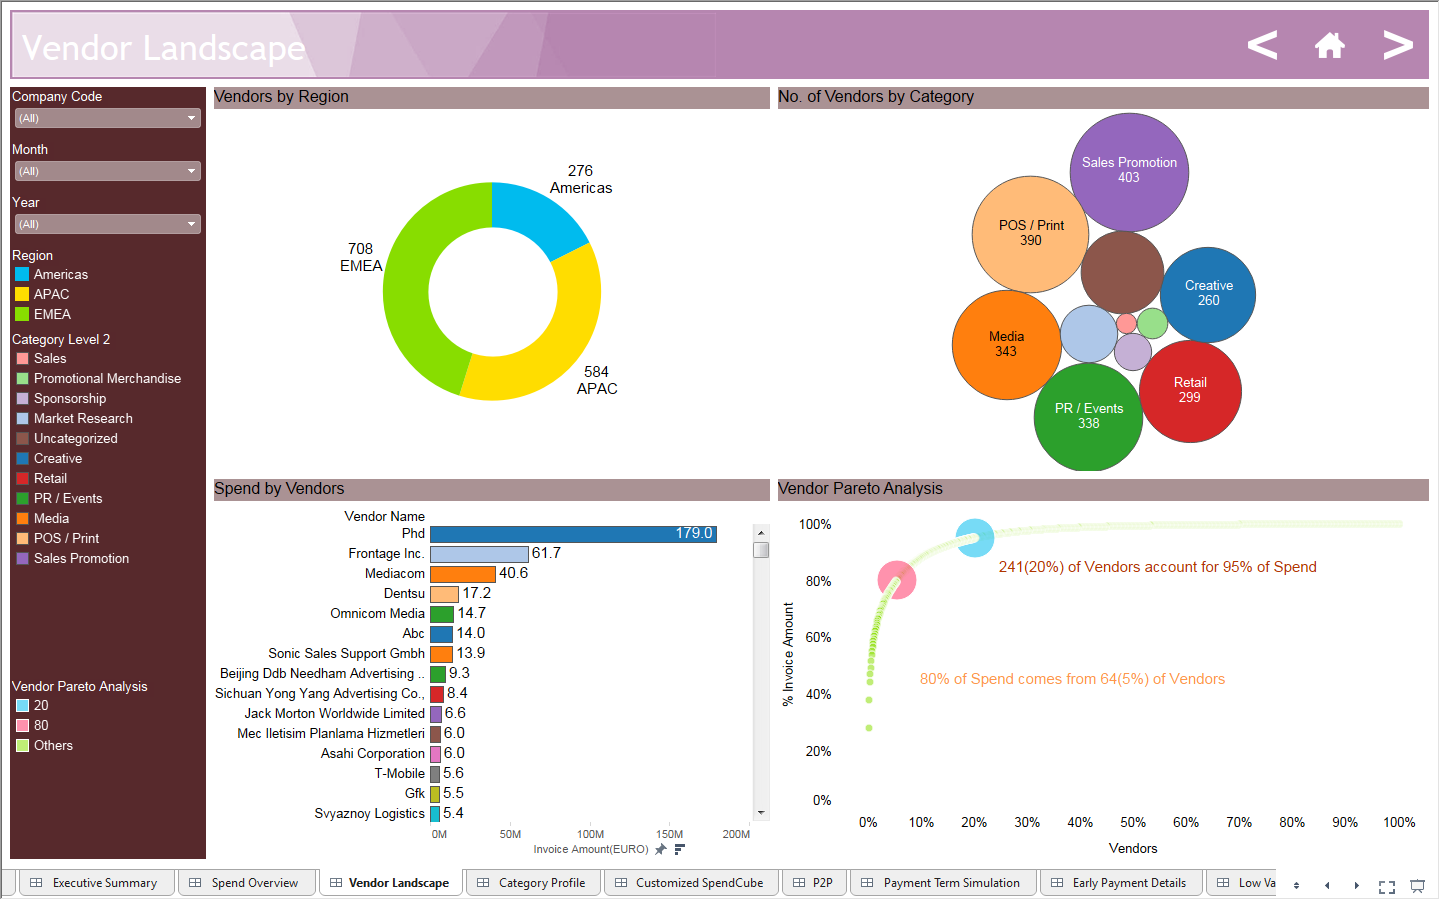 Vendor Landscape
< >
Company Code
(All)
Month
(All)
Year
(All)
Region
Americas
APAC
EMEA
Category Level 2
Sales
Promotional Merchandise
Sponsorship
Market Research
Uncategorized
Creative
Retail
PR / Events
Media
POS / Print
Sales Promotion
Vendor Pareto Analysis
20
80
Others
Vendors by Region
276
Americas
708
EMEA
584
APAC
No. of Vendors by Category
Sales Promotion
403
POS / Print
390
Creative
260
Media
343
Retail
299
PR / Events
338
Spend by Vendors
Vendor Name
Phd 179.0
Frontage Inc. 61.7
Mediacom 40.6
Dentsu 17.2
Omnicom Media 14.7
Abc 14.0
Sonic Sales Support Gmbh 13.9
Beijing Ddb Needham Advertising .. 9.3
Sichuan Yong Yang Advertising Co., 8.4
Jack Morton Worldwide Limited 6.6
Mec Iletisim Planlama Hizmetleri 6.0
Asahi Corporation 6.0
T-Mobile 5.6
Gfk 5.5
Svyaznoy Logistics 5.4
0M 50M 100M 150M 200M
Invoice Amount(EURO)
Vendor Pareto Analysis
% Invoice Amount
100%
80%
60%
40%
20%
0%
241(20%) of Vendors account for 95% of Spend
80% of Spend comes from 64(5%) of Vendors
0% 10% 20% 30% 40% 50% 60% 70% 80% 90% 100%
Vendors
Executive Summary Spend Overview Vendor Landscape Category Profile Customized SpendCube P2P Payment Term Simulation Early Payment Details Low Va